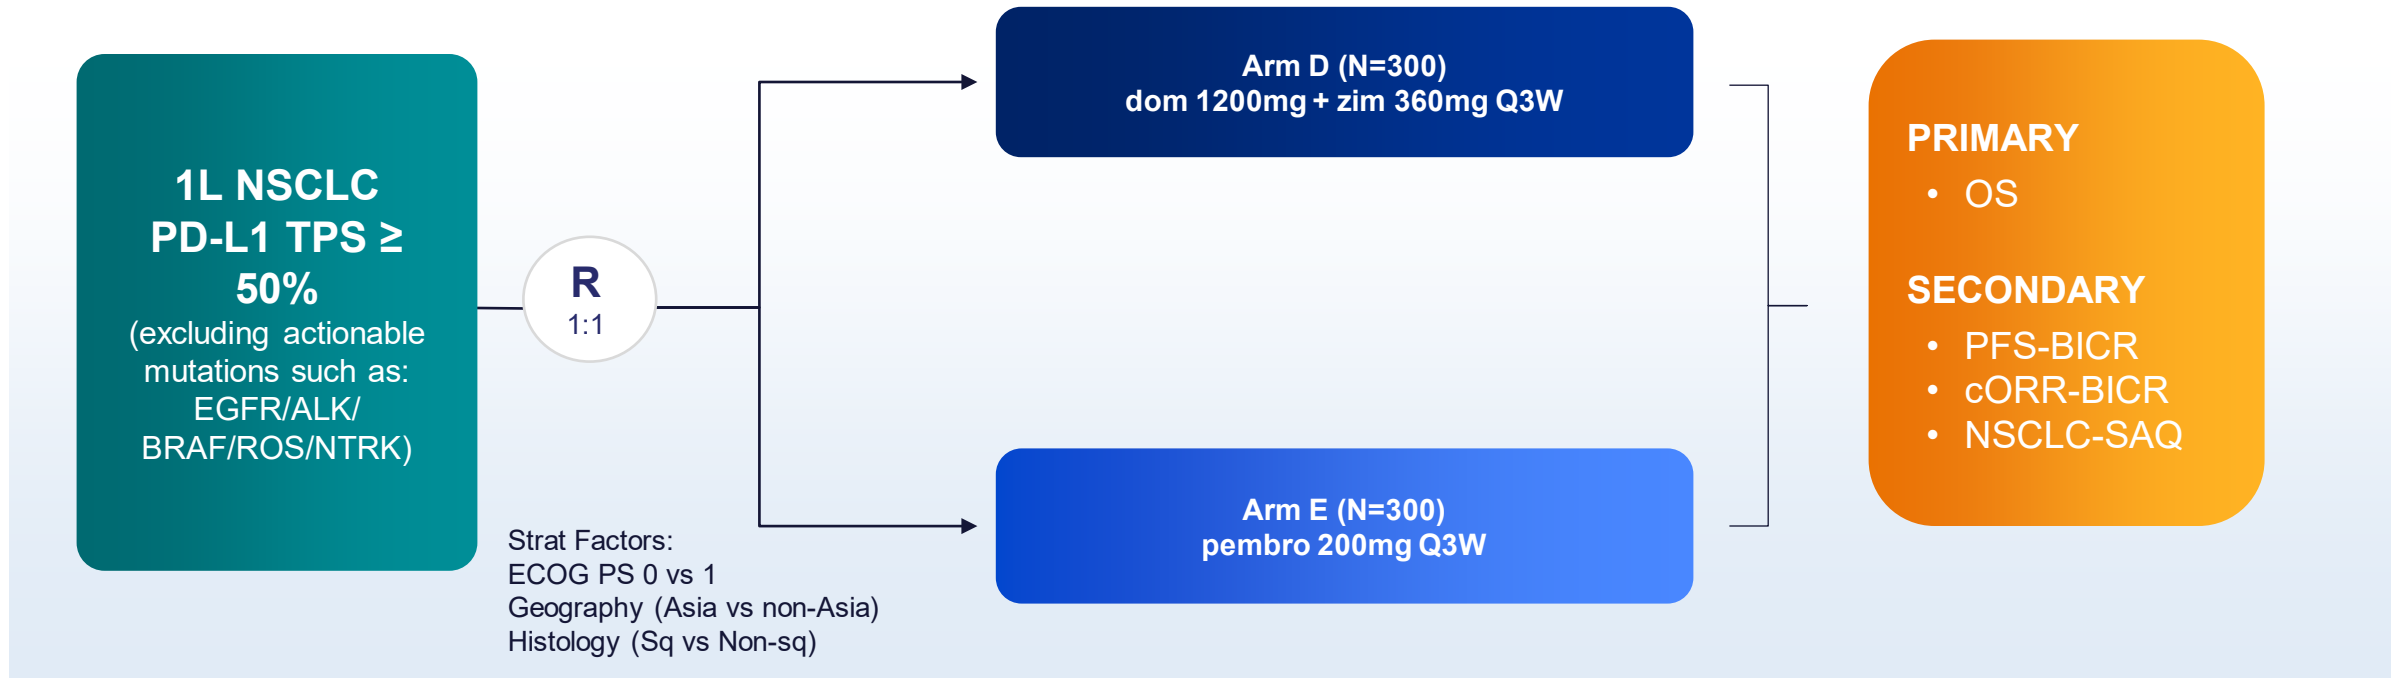 1L NSCLC
PD-L1 TPS ≥
50%
(excluding actionable
mutations such as:
EGFR/ALK/
BRAF/ROS/NTRK)
R
1:1
Strat Factors:
ECOG PS 0 vs 1
Geography (Asia vs non-Asia)
Histology (Sq vs Non-sq)
Arm D (N=300)
dom 1200mg + zim 360mg Q3W
Arm E (N=300)
pembro 200mg Q3W
PRIMARY
• OS
SECONDARY
• PFS-BICR
• cORR-BICR
• NSCLC-SAQ